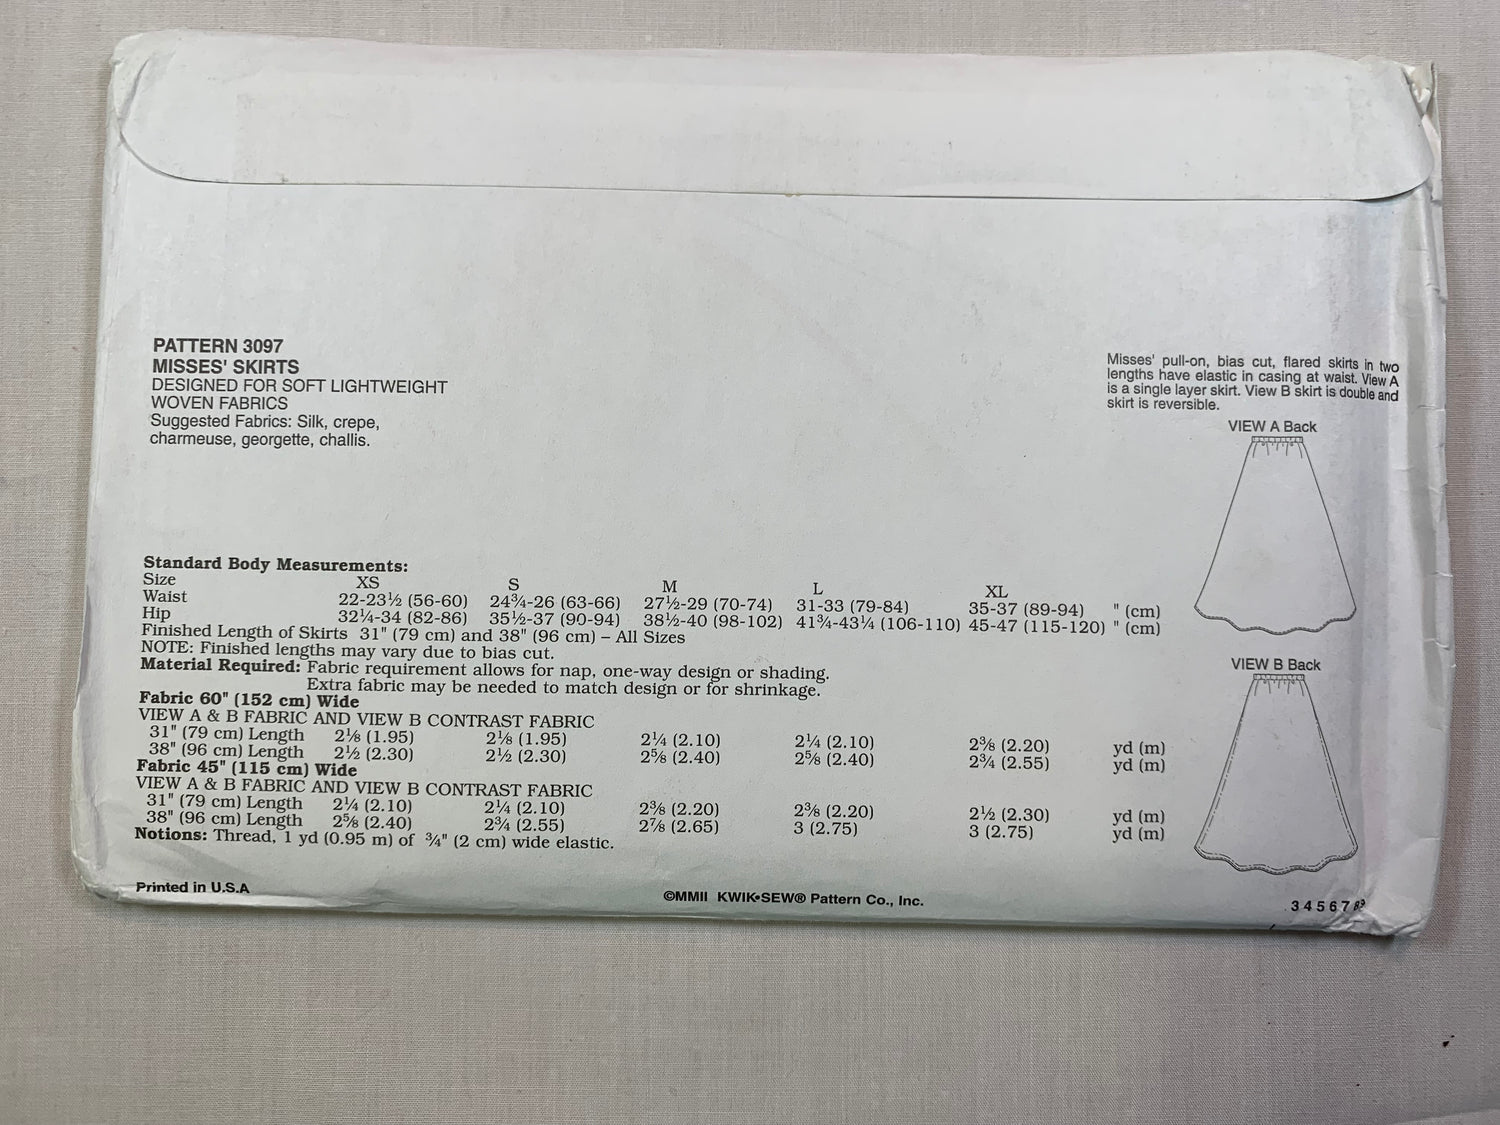 PATTERN 3097
MISSES' SKIRTS
DESIGNED FOR SOFT LIGHTWEIGHT
WOVEN FABRICS
Suggested Fabrics: Silk, crepe,
charmeuse, georgette, challis.
Misses' pull-on, bias cut, flared skirts in two
lengths have elastic in casing at waist. View A
is a single layer skirt. View B skirt is double and
skirt is reversible.
VIEW A Back
VIEW B Back
Standard Body Measurements:
Size XS S M L XL
Waist 22-23½ (56-60) 24¾-26 (63-66) 27½-29 (70-74) 31-33 (79-84) 35-37 (89-94) " (cm)
Hip 32¼-34 (82-86) 35½-37 (90-94) 38½-40 (98-102) 41¾-43¼ (106-110) 45-47 (115-120) " (cm)
Finished Length of Skirts 31" (79 cm) and 38" (96 cm) – All Sizes
NOTE: Finished lengths may vary due to bias cut.
Material Required: Fabric requirement allows for nap, one-way design or shading.
Extra fabric may be needed to match design or for shrinkage.
Fabric 60" (152 cm) Wide
VIEW A & B FABRIC AND VIEW B CONTRAST FABRIC
31" (79 cm) Length 2⅛ (1.95) 2⅛ (1.95) 2¼ (2.10) 2¼ (2.10) 2⅜ (2.20) yd (m)
38" (96 cm) Length 2½ (2.30) 2½ (2.30) 2⅝ (2.40) 2⅝ (2.40) 2¾ (2.55) yd (m)
Fabric 45" (115 cm) Wide
VIEW A & B FABRIC AND VIEW B CONTRAST FABRIC
31" (79 cm) Length 2¼ (2.10) 2¼ (2.10) 2⅜ (2.20) 2⅜ (2.20) 2½ (2.30) yd (m)
38" (96 cm) Length 2⅝ (2.40) 2¾ (2.55) 2⅞ (2.65) 3 (2.75) 3 (2.75) yd (m)
Notions: Thread, 1 yd (0.95 m) of ¾" (2 cm) wide elastic.
Printed in U.S.A
©MMII KWIK•SEW® Pattern Co., Inc.
3 4 5 6 7 8 9